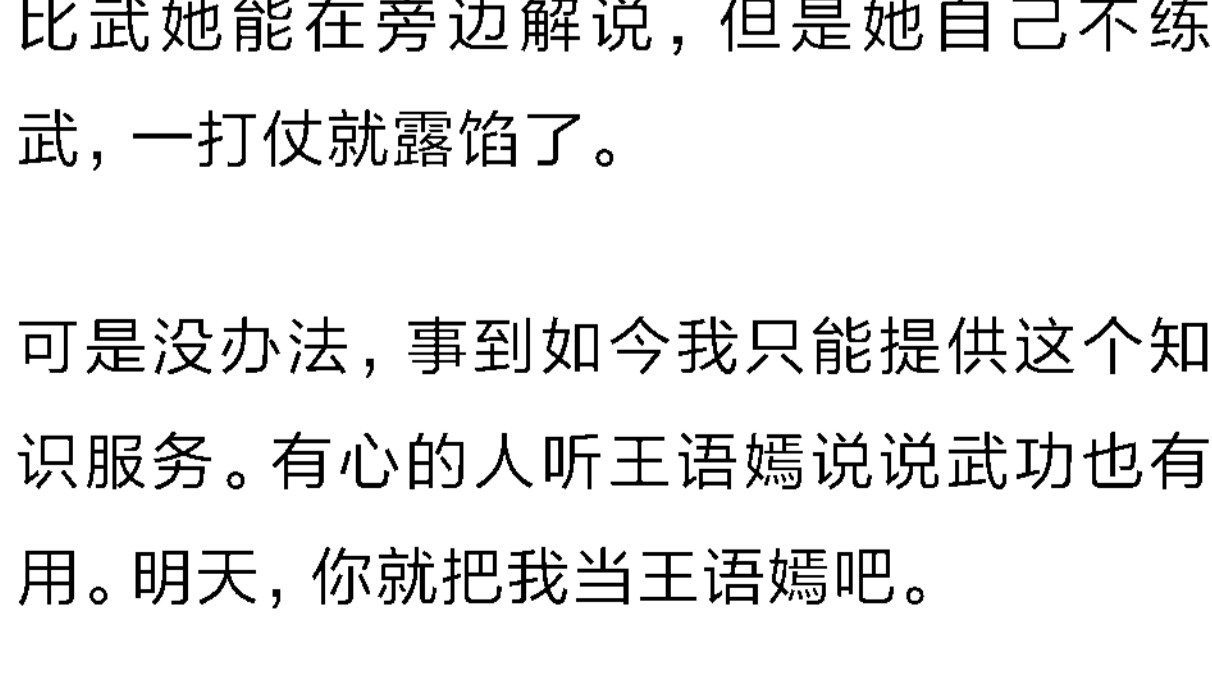 比武她能在旁边解说，但是她自己不练
武，一打仗就露馅了。
可是没办法，事到如今我只能提供这个知
识服务。有心的人听王语嫣说说武功也有
用。明天，你就把我当王语嫣吧。